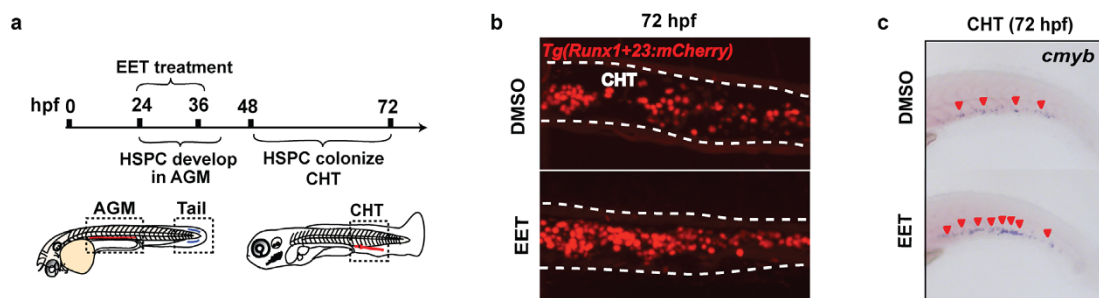 a
EET treatment
hpf 0 24 36 48 72
HSPC develop
in AGM
HSPC colonize
CHT
AGM Tail CHT
b
72 hpf
Tg(Runx1+23:mCherry)
CHT
DMSO
EET
c
CHT (72 hpf)
cmyb
DMSO
EET